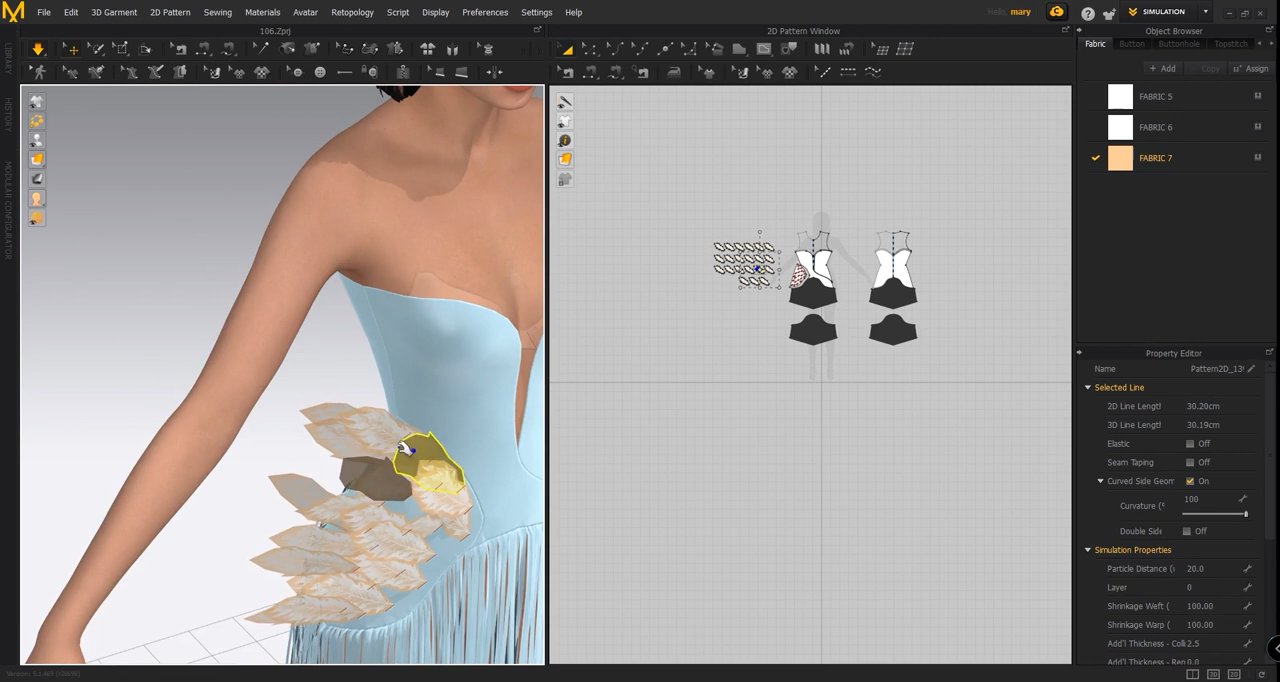 File Edit 3D Garment 2D Pattern Sewing Materials Avatar Retopology Script Display Preferences Settings Help
Hello, mary
SIMULATION
106.Zprj
2D Pattern Window
Object Browser
LIBRARY
HISTORY
MODULAR CONFIGURATOR
Fabric Button Buttonhole Topstitch
+ Add Copy Assign
FABRIC 5
FABRIC 6
FABRIC 7
Property Editor
Name Pattern2D_139
Selected Line
2D Line Lengtl 30.20cm
3D Line Lengtl 30.19cm
Elastic Off
Seam Taping Off
Curved Side Geon On
Curvature (% 100
Double Side Off
Simulation Properties
Particle Distance (ı 20.0
Layer 0
Shrinkage Weft ( 100.00
Shrinkage Warp ( 100.00
Add'l Thickness - Colli 2.5
Add'l Thickness - Ren 0.0